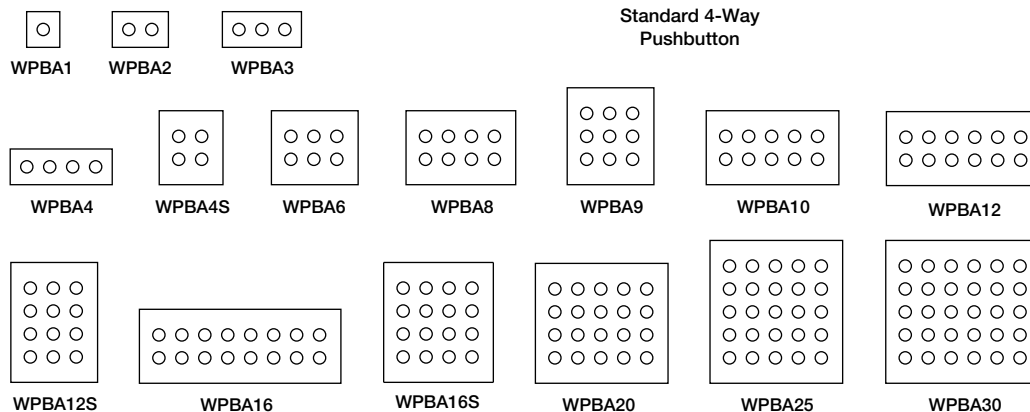 Standard 4-Way
Pushbutton
WPBA1
WPBA2
WPBA3
WPBA4
WPBA4S
WPBA6
WPBA8
WPBA9
WPBA10
WPBA12
WPBA12S
WPBA16
WPBA16S
WPBA20
WPBA25
WPBA30